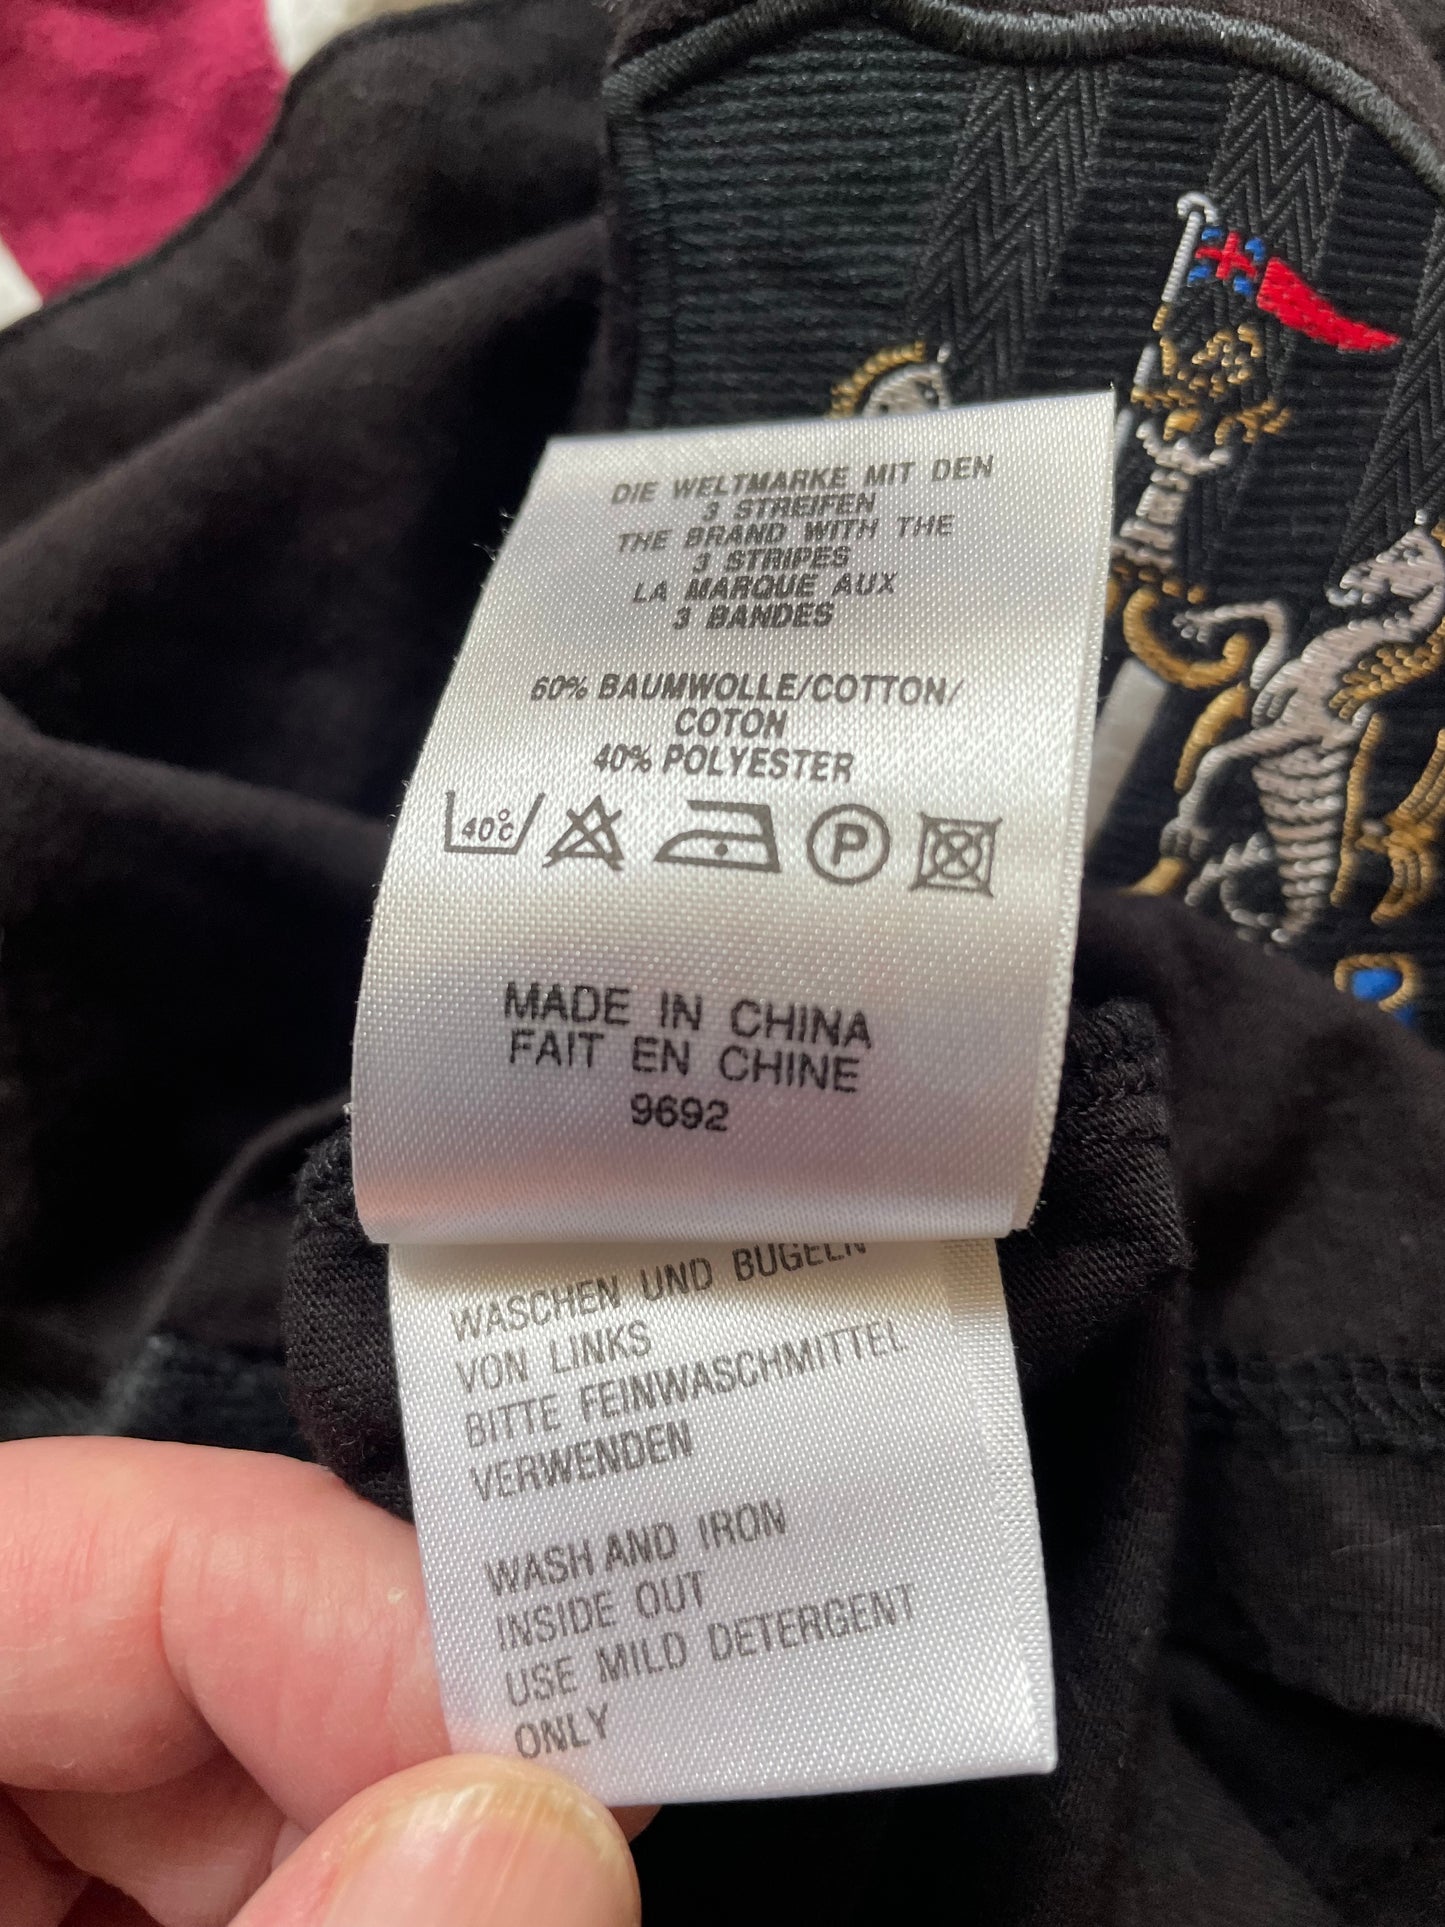 DIE WELTMARKE MIT DEN
3 STREIFEN
THE BRAND WITH THE
3 STRIPES
LA MARQUE AUX
3 BANDES
60% BAUMWOLLE/COTTON/
COTON
40% POLYESTER
40°C P
MADE IN CHINA
FAIT EN CHINE
9692
WASCHEN UND BÜGELN
VON LINKS
BITTE FEINWASCHMITTEL
VERWENDEN
WASH AND IRON
INSIDE OUT
USE MILD DETERGENT
ONLY